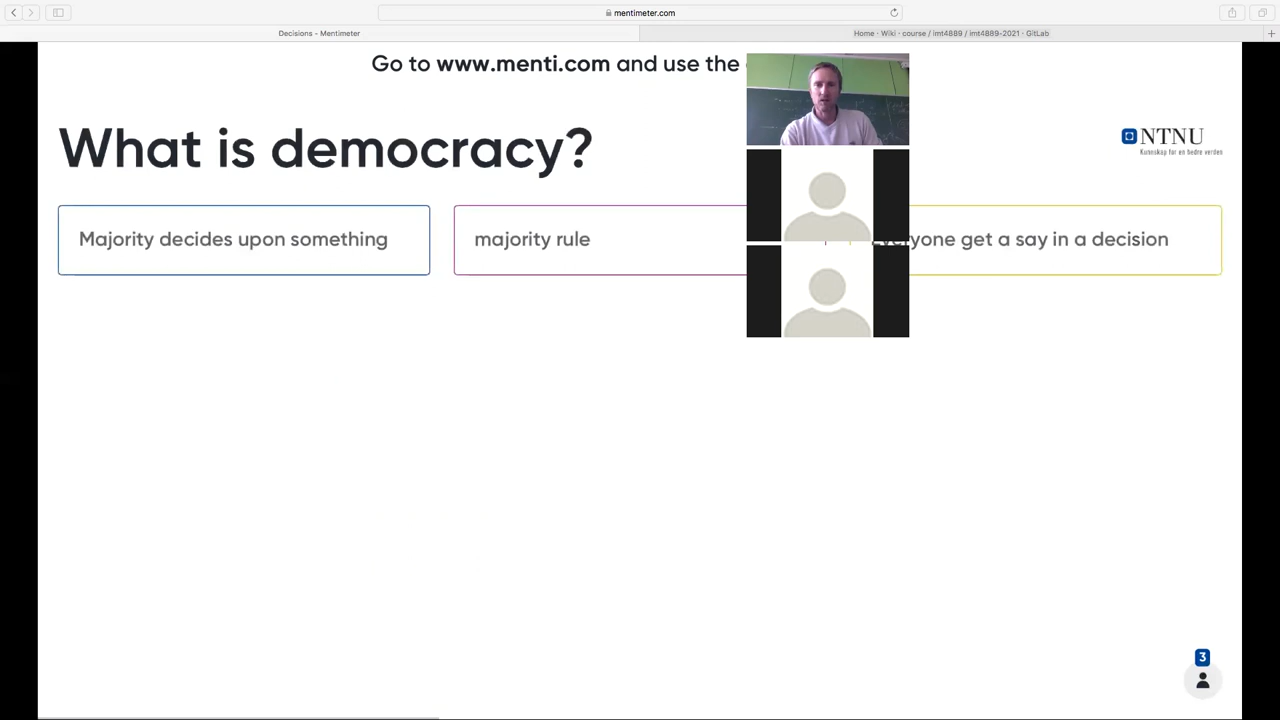 mentimeter.com
Decisions - Mentimeter
Home · Wiki · course / imt4889 / imt4889-2021 · GitLab
Go to www.menti.com and use the
What is democracy?
NTNU
Kunnskap for en bedre verden
Majority decides upon something
majority rule
Everyone get a say in a decision
3